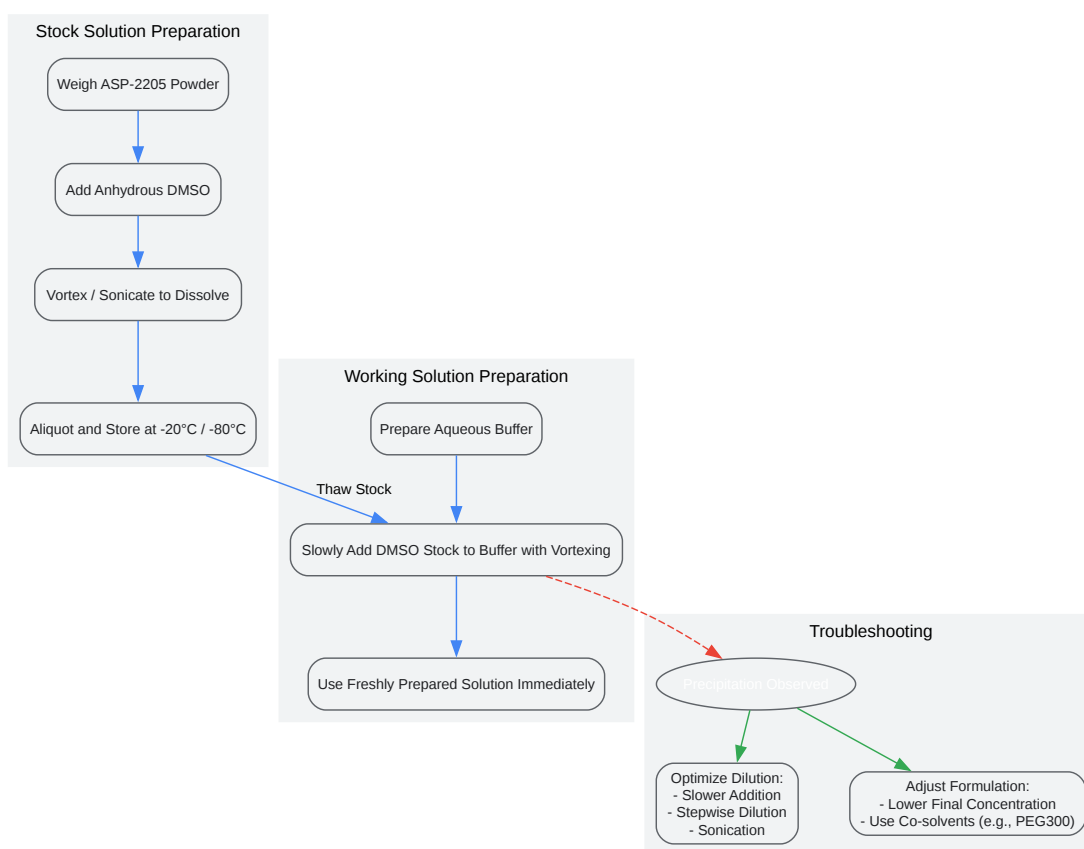 Stock Solution Preparation
Weigh ASP-2205 Powder
Add Anhydrous DMSO
Vortex / Sonicate to Dissolve
Aliquot and Store at -20°C / -80°C
Working Solution Preparation
Prepare Aqueous Buffer
Thaw Stock
Slowly Add DMSO Stock to Buffer with Vortexing
Use Freshly Prepared Solution Immediately
Troubleshooting
Precipitation Observed
Optimize Dilution:
- Slower Addition
- Stepwise Dilution
- Sonication
Adjust Formulation:
- Lower Final Concentration
- Use Co-solvents (e.g., PEG300)